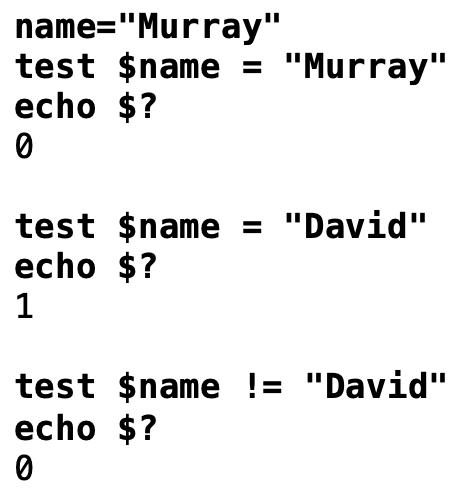 name="Murray"
test $name = "Murray"
echo $?
0
test $name = "David"
echo $?
1
test $name != "David"
echo $?
0